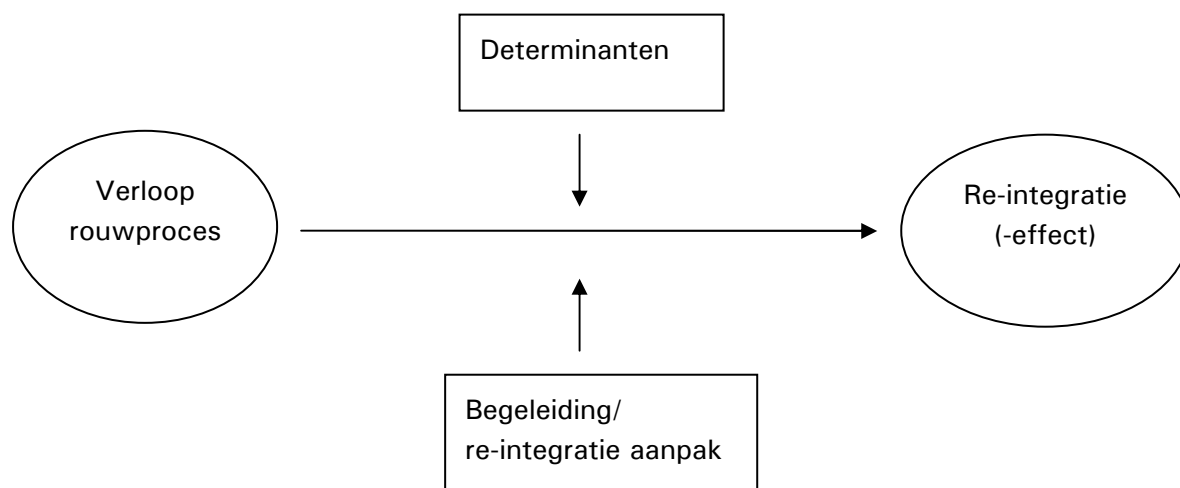 Determinanten
Verloop
rouwproces
Re-integratie
(-effect)
Begeleiding/
re-integratie aanpak